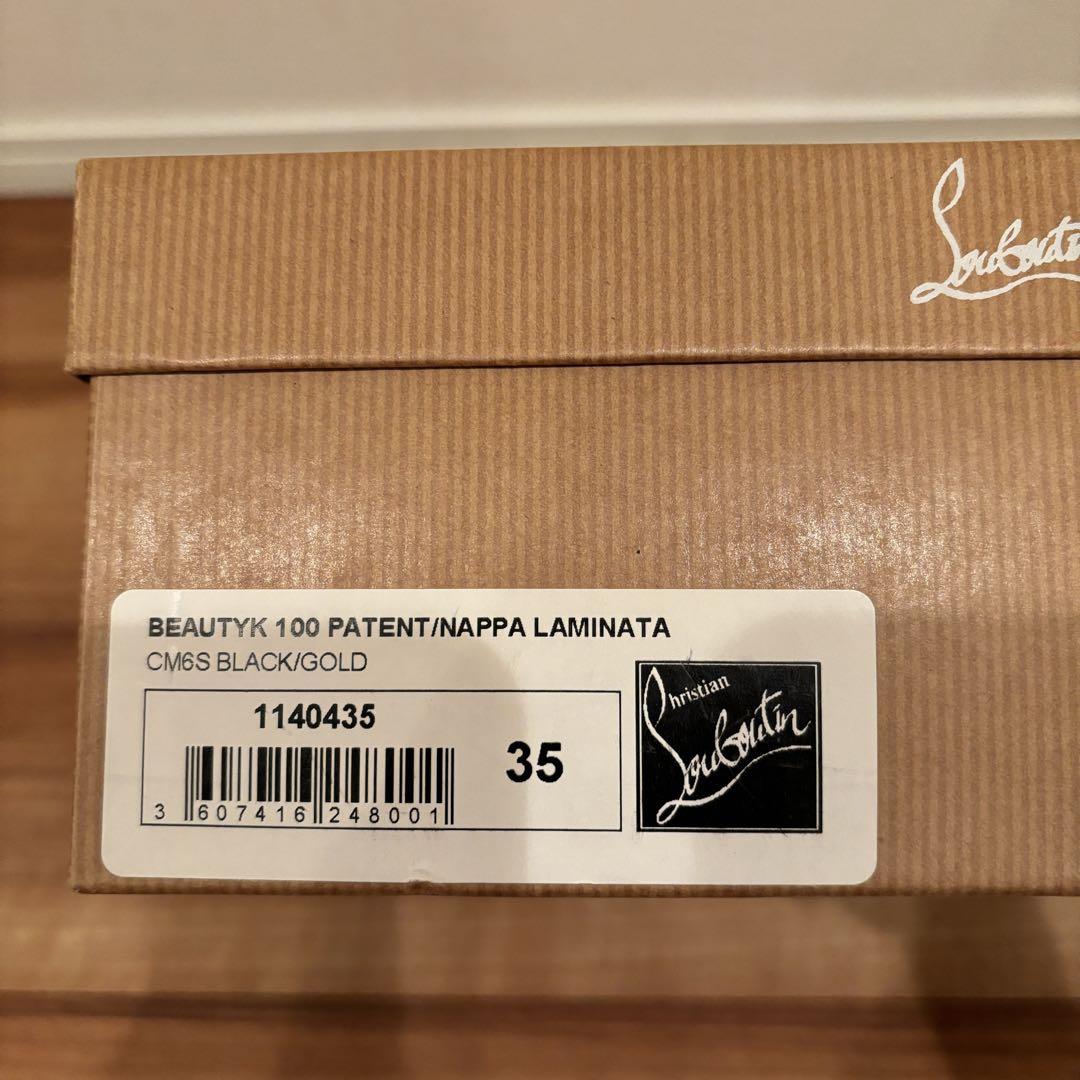 Louboutin
BEAUTYK 100 PATENT/NAPPA LAMINATA
CM6S BLACK/GOLD
1140435
35
3 607416 248001
Christian
Louboutin